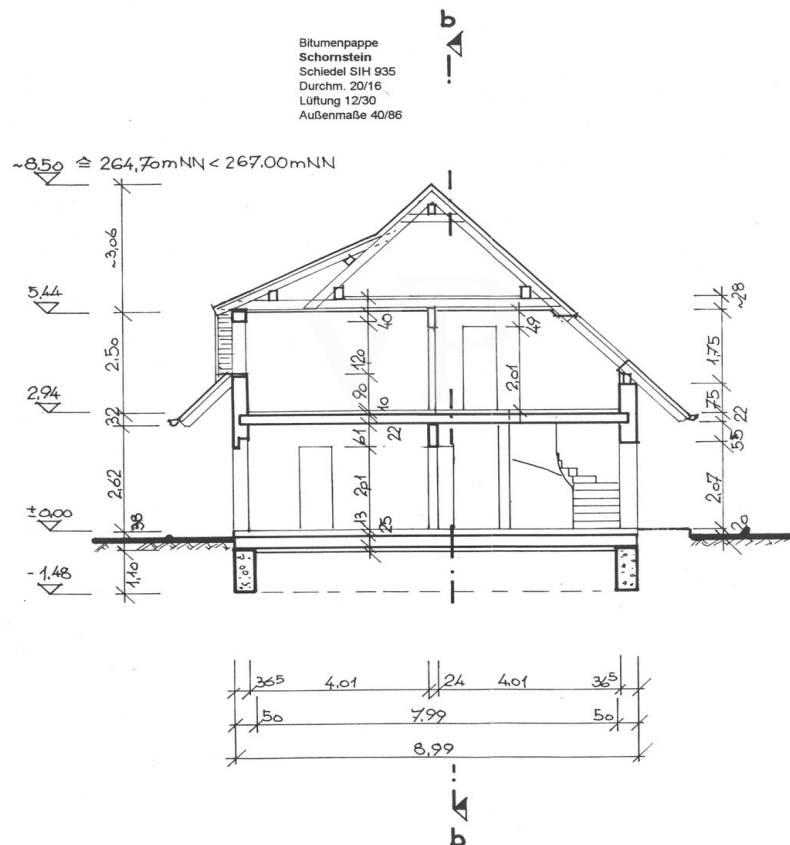 b
Bitumenpappe
Schornstein
Schiedel SIH 935
Durchm. 20/16
Lüftung 12/30
Außenmaße 40/86
~8.50 ≙ 264,70mNN < 267.00mNN
~3,06
5.44
~28
40
49
2.50
120
2,01
1.75
2.94
90
10
75
32
22
61
22
55
2,62
2,01
2.07
±0.00
38
13
25
20
-1.48
1,10
36⁵ 4.01 24 4.01 36⁵
50 7.99 50
8,99
b